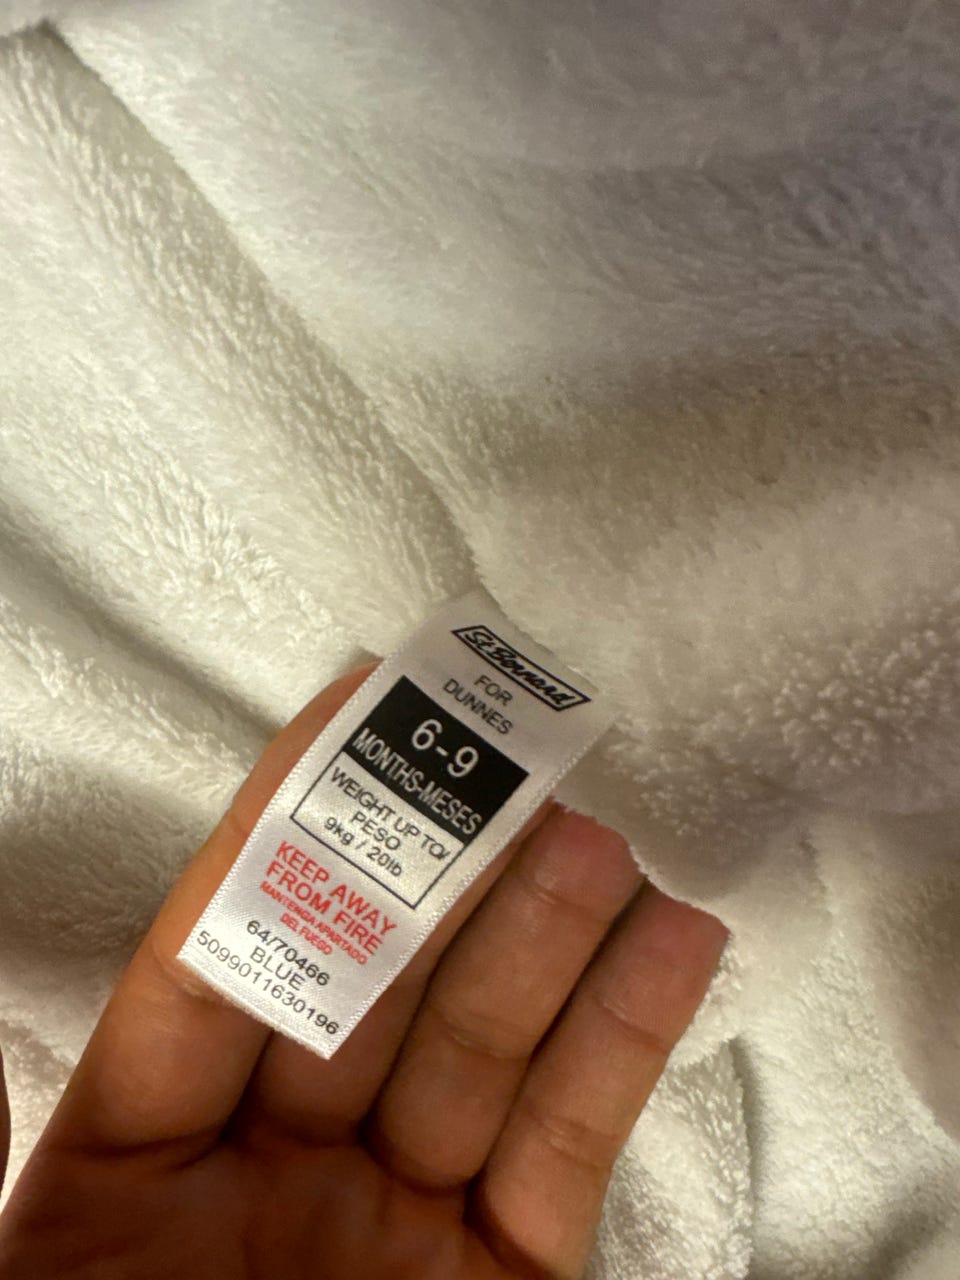 St Bernard
FOR
DUNNES
6-9
MONTHS-MESES
WEIGHT UP TO/
PESO
9kg / 20lb
KEEP AWAY
FROM FIRE
MANTENGA APARTADO
DEL FUEGO
64/70466
BLUE
5099011630196